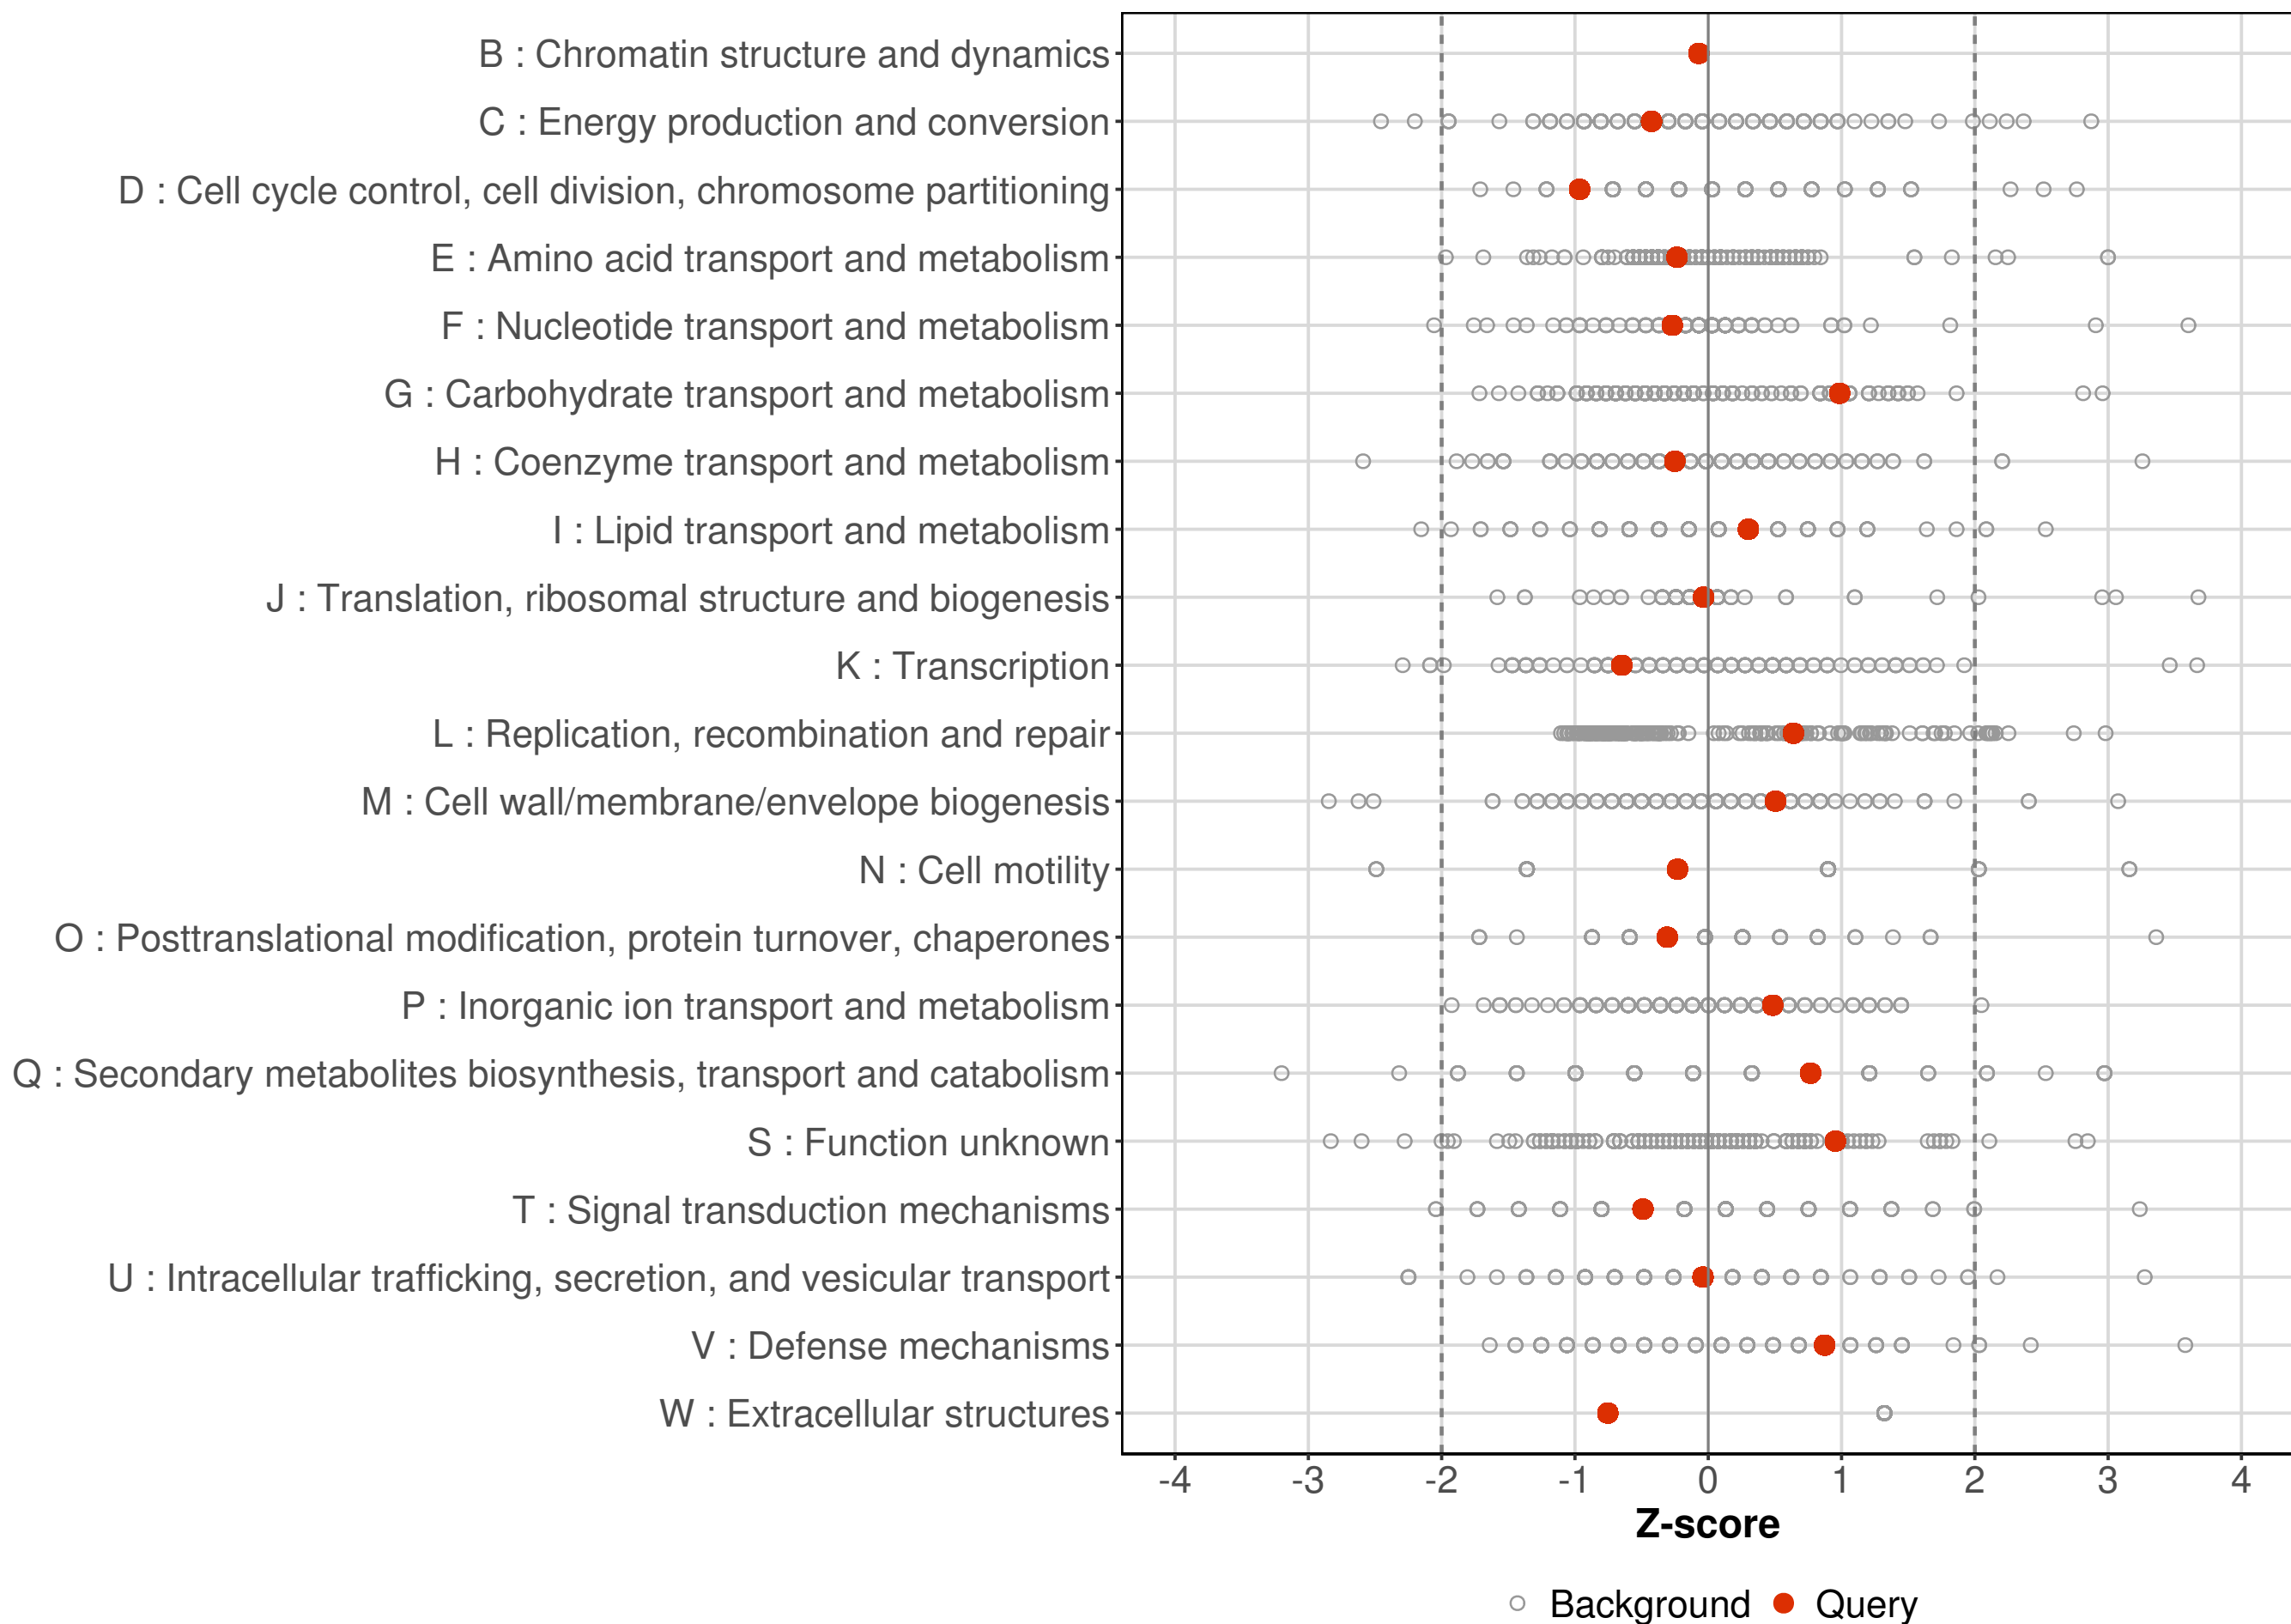 B : Chromatin structure and dynamics
C : Energy production and conversion
D : Cell cycle control, cell division, chromosome partitioning
E : Amino acid transport and metabolism
F : Nucleotide transport and metabolism
G : Carbohydrate transport and metabolism
H : Coenzyme transport and metabolism
I : Lipid transport and metabolism
J : Translation, ribosomal structure and biogenesis
K : Transcription
L : Replication, recombination and repair
M : Cell wall/membrane/envelope biogenesis
N : Cell motility
O : Posttranslational modification, protein turnover, chaperones
P : Inorganic ion transport and metabolism
Q : Secondary metabolites biosynthesis, transport and catabolism
S : Function unknown
T : Signal transduction mechanisms
U : Intracellular trafficking, secretion, and vesicular transport
V : Defense mechanisms
W : Extracellular structures
-4 -3 -2 -1 0 1 2 3 4
Z-score
Background Query